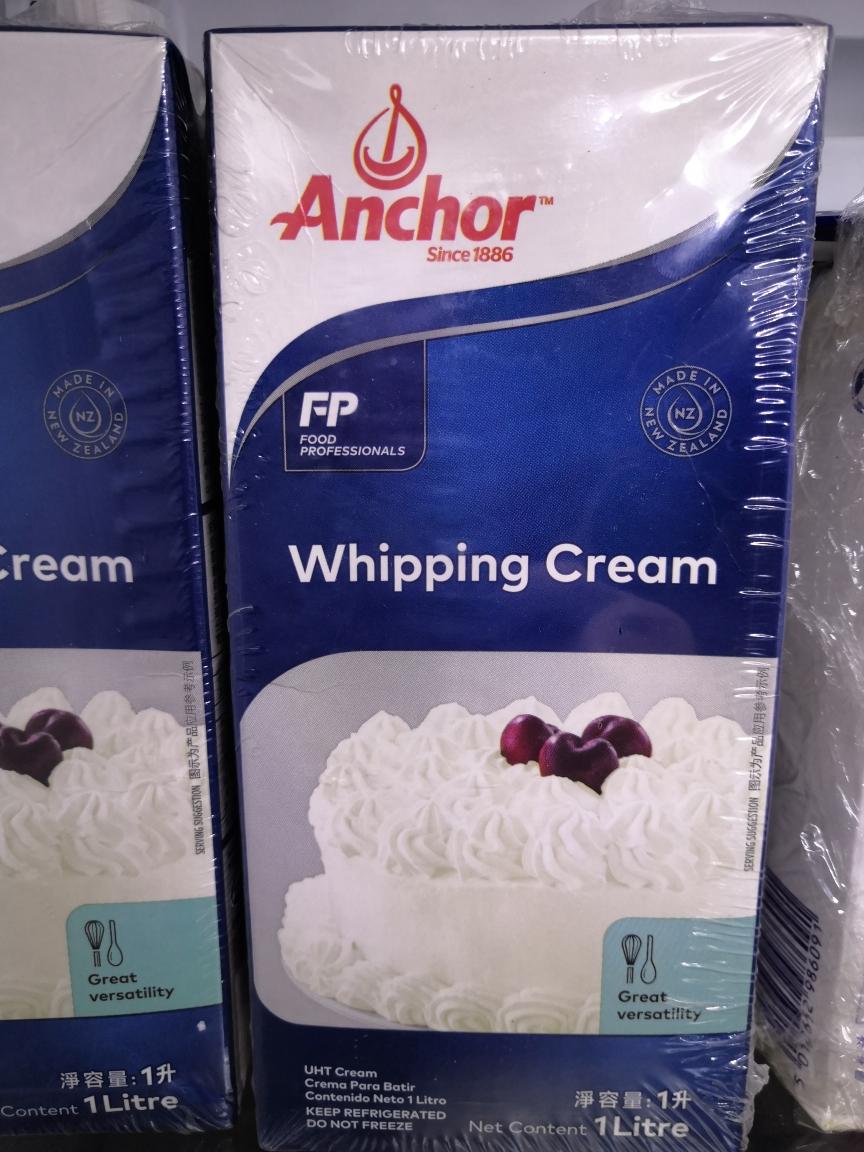 Anchor™
Since 1886
FP
FOOD
PROFESSIONALS
MADE IN
NZ
NEW ZEALAND
Whipping Cream
SERVING SUGGESTION 图示为产品应用参考示例
Great
versatility
UHT Cream
Crema Para Batir
Contenido Neto 1 Litro
KEEP REFRIGERATED
DO NOT FREEZE
淨容量:1升
Net Content 1 Litre
MADE IN
NZ
NEW ZEALAND
Cream
SERVING SUGGESTION 图示为产品应用参考示例
Great
versatility
淨容量:1升
Content 1 Litre